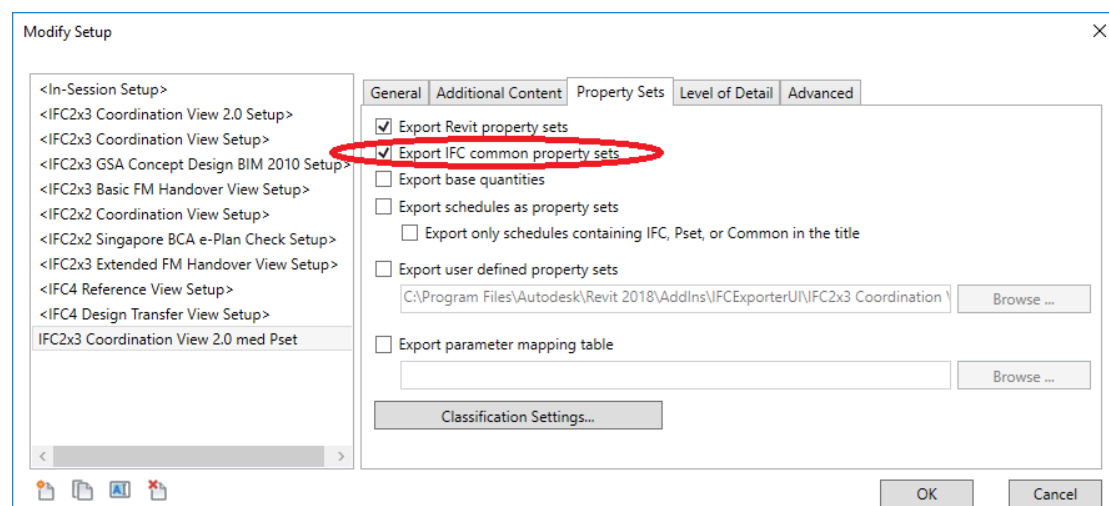 Modify Setup
<In-Session Setup>
<IFC2x3 Coordination View 2.0 Setup>
<IFC2x3 Coordination View Setup>
<IFC2x3 GSA Concept Design BIM 2010 Setup>
<IFC2x3 Basic FM Handover View Setup>
<IFC2x2 Coordination View Setup>
<IFC2x2 Singapore BCA e-Plan Check Setup>
<IFC2x3 Extended FM Handover View Setup>
<IFC4 Reference View Setup>
<IFC4 Design Transfer View Setup>
IFC2x3 Coordination View 2.0 med Pset
General Additional Content Property Sets Level of Detail Advanced
Export Revit property sets
Export IFC common property sets
Export base quantities
Export schedules as property sets
Export only schedules containing IFC, Pset, or Common in the title
Export user defined property sets
C:\Program Files\Autodesk\Revit 2018\AddIns\IFCExporterUI\IFC2x3 Coordination \ Browse ...
Export parameter mapping table
Browse ...
Classification Settings...
OK Cancel